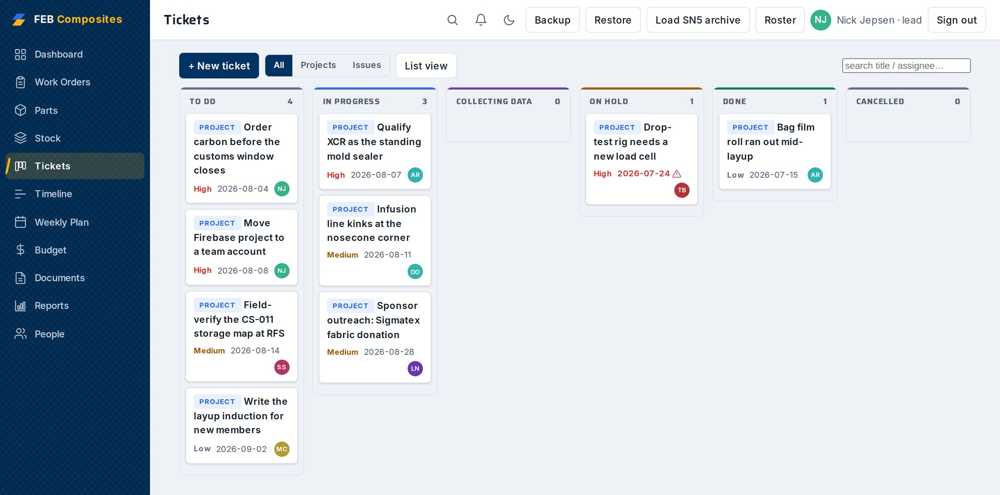 FEB Composites
Dashboard
Work Orders
Parts
Stock
Tickets
Timeline
Weekly Plan
Budget
Documents
Reports
People
Tickets
Backup
Restore
Load SN5 archive
Roster
NJ
Nick Jepsen · lead
Sign out
+ New ticket
All
Projects
Issues
List view
search title / assignee…
TO DO 4
PROJECT Order
carbon before the
customs window
closes
High 2026-08-04 NJ
PROJECT Move
Firebase project to
a team account
High 2026-08-08 NJ
PROJECT Field-
verify the CS-011
storage map at RFS
Medium 2026-08-14
SS
PROJECT Write the
layup induction for
new members
Low 2026-09-02 MC
IN PROGRESS 3
PROJECT Qualify
XCR as the standing
mold sealer
High 2026-08-07 AR
PROJECT Infusion
line kinks at the
nosecone corner
Medium 2026-08-11
DO
PROJECT Sponsor
outreach: Sigmatex
fabric donation
Medium 2026-08-28
LN
COLLECTING DATA 0
ON HOLD 1
PROJECT Drop-
test rig needs a
new load cell
High 2026-07-24
TB
DONE 1
PROJECT Bag film
roll ran out mid-
layup
Low 2026-07-15 AR
CANCELLED 0